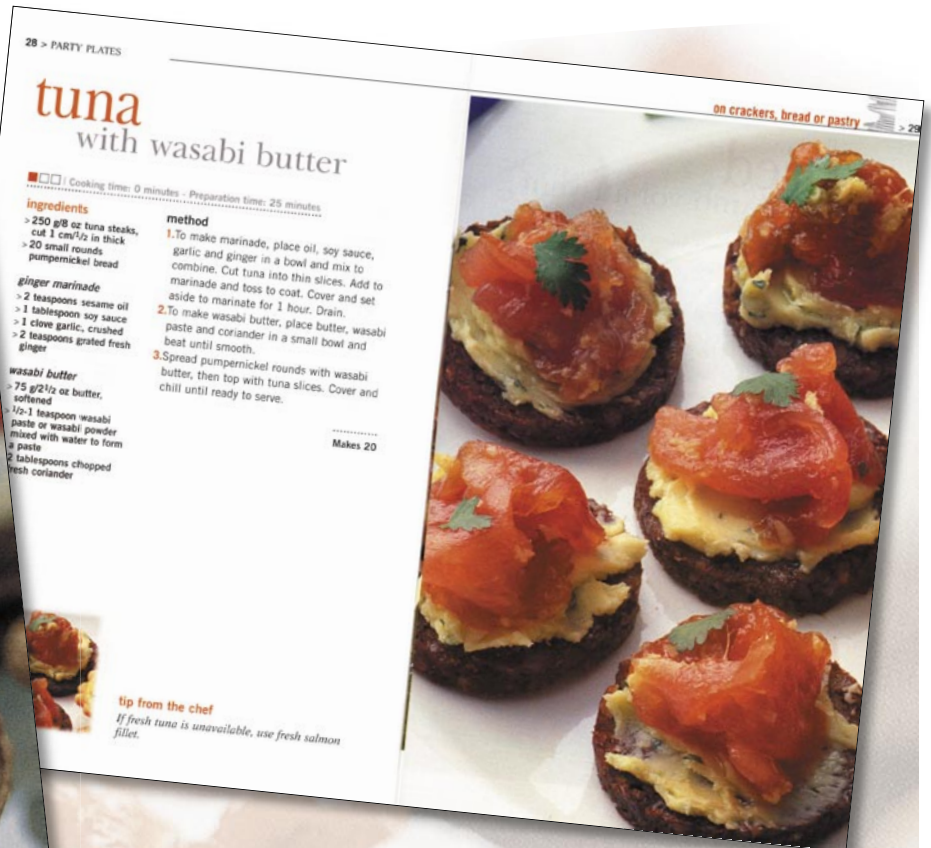 28 > PARTY PLATES
tuna
with wasabi butter
| Cooking time: 0 minutes - Preparation time: 25 minutes
ingredients
> 250 g/8 oz tuna steaks,
cut 1 cm/1/2 in thick
> 20 small rounds
pumpernickel bread
ginger marinade
> 2 teaspoons sesame oil
> 1 tablespoon soy sauce
> 1 clove garlic, crushed
> 2 teaspoons grated fresh
ginger
wasabi butter
> 75 g/2 1/2 oz butter,
softened
> 1/2-1 teaspoon wasabi
paste or wasabi powder
mixed with water to form
a paste
2 tablespoons chopped
fresh coriander
method
1.To make marinade, place oil, soy sauce,
garlic and ginger in a bowl and mix to
combine. Cut tuna into thin slices. Add to
marinade and toss to coat. Cover and set
aside to marinate for 1 hour. Drain.
2.To make wasabi butter, place butter, wasabi
paste and coriander in a small bowl and
beat until smooth.
3.Spread pumpernickel rounds with wasabi
butter, then top with tuna slices. Cover and
chill until ready to serve.
Makes 20
tip from the chef
If fresh tuna is unavailable, use fresh salmon
fillet.
on crackers, bread or pastry
> 29